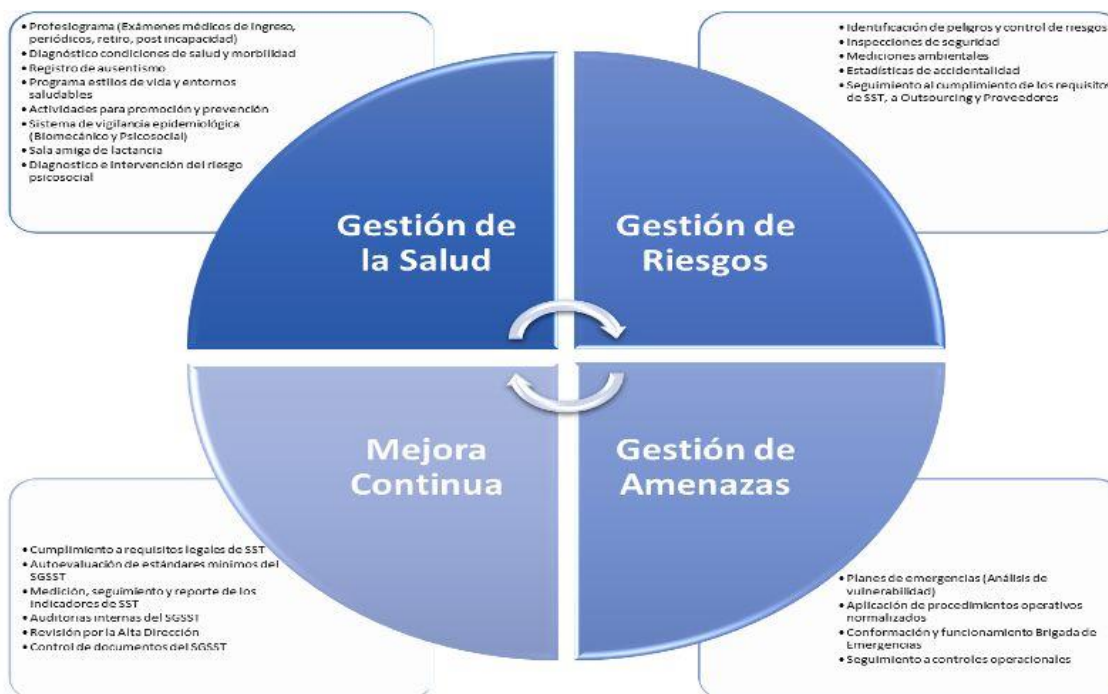 • Profesiograma (Exámenes médicos de ingreso,
periódicos, retiro, post incapacidad)
• Diagnóstico condiciones de salud y morbilidad
• Registro de ausentismo
• Programa estilos de vida y entornos
saludables
• Actividades para promoción y prevención
• Sistema de vigilancia epidemiológica
(Biomecánico y Psicosocial)
• Sala amiga de lactancia
• Diagnostico e intervención del riesgo
psicosocial
• Identificación de peligros y control de riesgos
• Inspecciones de seguridad
• Mediciones ambientales
• Estadísticas de accidentalidad
• Seguimiento al cumplimiento de los requisitos
de SST, a Outsourcing y Proveedores
Gestión de
la Salud
Gestión de
Riesgos
Mejora
Continua
Gestión de
Amenazas
• Cumplimiento a requisitos legales de SST
• Autoevaluación de estándares mínimos del
SGSST
• Medición, seguimiento y reporte de los
indicadores de SST
• Auditorias internas del SGSST
• Revisión por la Alta Dirección
• Control de documentos del SGSST
• Planes de emergencias (Análisis de
vulnerabilidad)
• Aplicación de procedimientos operativos
normalizados
• Conformación y funcionamiento Brigada de
Emergencias
• Seguimiento a controles operacionales